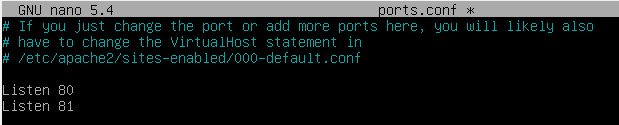 GNU nano 5.4 ports.conf *
# If you just change the port or add more ports here, you will likely also
# have to change the VirtualHost statement in
# /etc/apache2/sites-enabled/000-default.conf
Listen 80
Listen 81